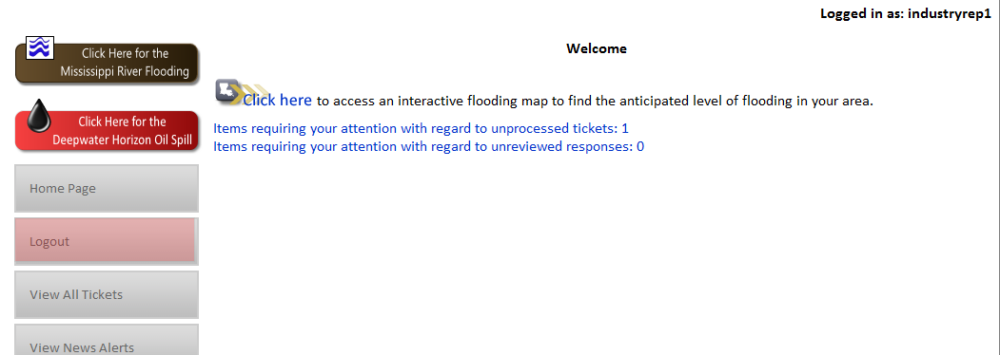 Logged in as: industryrep1
Click Here for the
Mississippi River Flooding
Click Here for the
Deepwater Horizon Oil Spill
Home Page
Logout
View All Tickets
View News Alerts
Welcome
Click here to access an interactive flooding map to find the anticipated level of flooding in your area.
Items requiring your attention with regard to unprocessed tickets: 1
Items requiring your attention with regard to unreviewed responses: 0